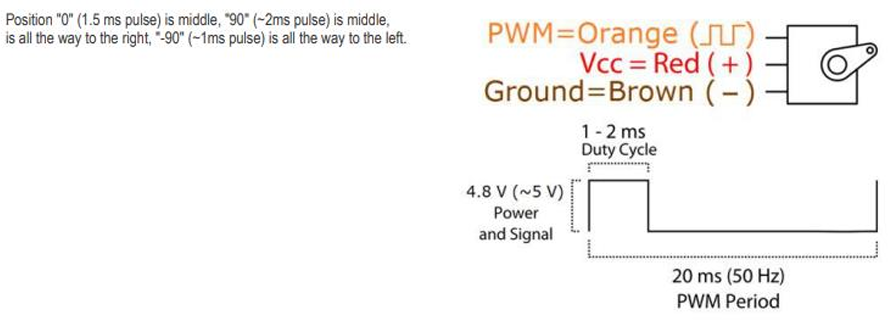 Position "0" (1.5 ms pulse) is middle, "90" (~2ms pulse) is middle,
is all the way to the right, "-90" (~1ms pulse) is all the way to the left.
PWM=Orange (⎍⎍)
Vcc = Red ( + )
Ground=Brown ( − )
1 - 2 ms
Duty Cycle
4.8 V (~5 V)
Power
and Signal
20 ms (50 Hz)
PWM Period